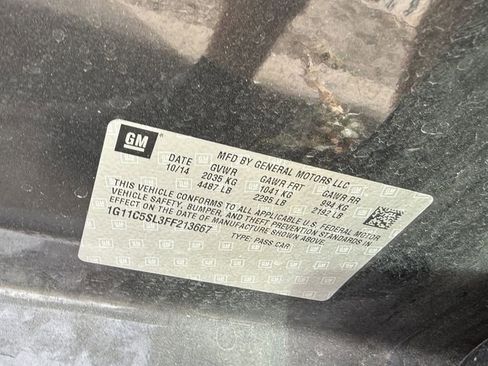 GM
MFD BY GENERAL MOTORS LLC
DATE GVWR GAWR FRT GAWR RR
10/14 2035 KG 1041 KG 994 KG
4487 LB 2295 LB 2192 LB
THIS VEHICLE CONFORMS TO ALL APPLICABLE U.S. FEDERAL MOTOR
VEHICLE SAFETY, BUMPER, AND THEFT PREVENTION STANDARDS IN
EFFECT ON THE DATE OF MANUFACTURE SHOWN ABOVE.
1G11C5SL3FF213667
TYPE: PASS CAR